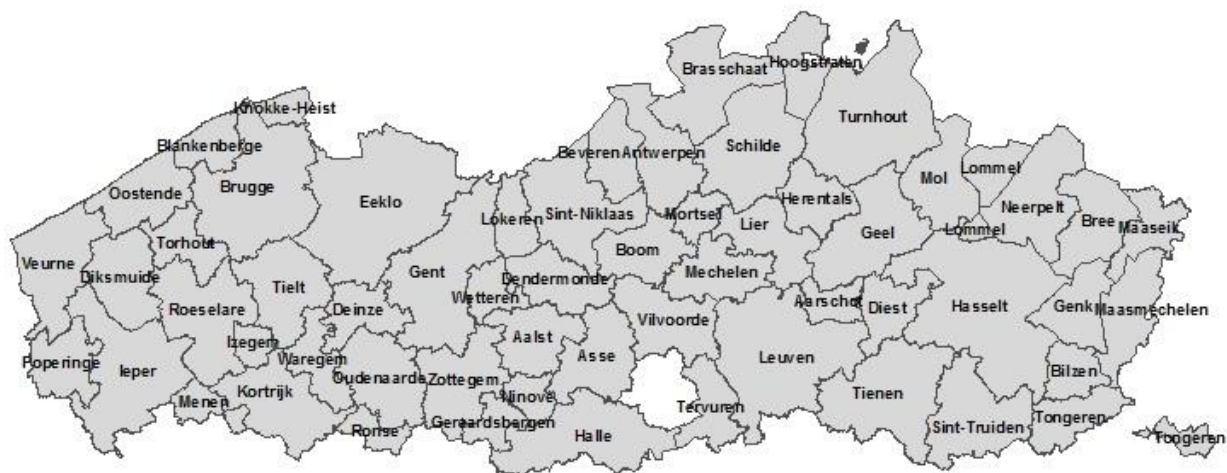 Hoogstraten
Brasschaat
Knokke-Heist
Turnhout
Blankenberge
Beveren
Antwerpen
Schilde
Lommel
Mol
Oostende
Brugge
Eeklo
Herentals
Neerpelt
Lokeren
Sint-Niklaas
Mortsel
Lier
Lommel
Bree
Maaseik
Geel
Torhout
Boom
Veurne
Diksmuide
Gent
Dendermonde
Mechelen
Tielt
Wetteren
Aarschot
Roeselare
Deinze
Diest
Hasselt
Genk
Maasmechelen
Vilvoorde
Izegem
Aalst
Asse
Leuven
Poperinge
Ieper
Waregem
Bilzen
Oudenaarde
Zottegem
Kortrijk
Tienen
Ninove
Menen
Tervuren
Geraardsbergen
Tongeren
Ronse
Halle
Sint-Truiden
Tongeren